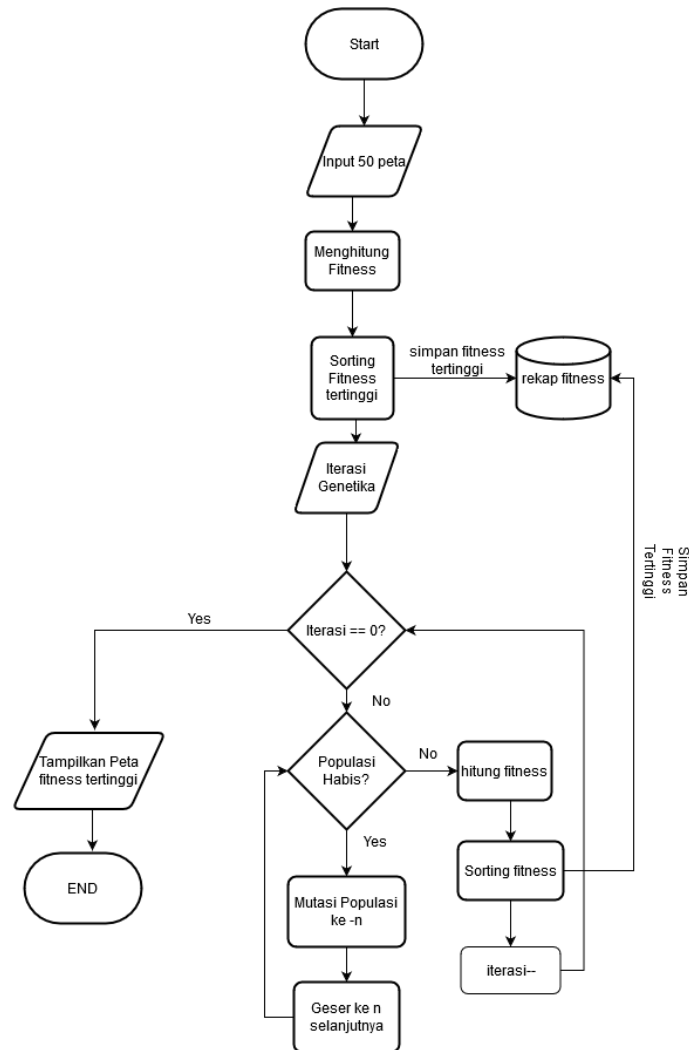 Start
Input 50 peta
Menghitung
Fitness
Sorting
Fitness
tertinggi
simpan fitness
tertinggi
rekap fitness
Iterasi
Genetika
Simpan
Fitness
Tertinggi
Iterasi == 0?
Yes
No
Tampilkan Peta
fitness tertinggi
END
Populasi
Habis?
No
hitung fitness
Yes
Sorting fitness
Mutasi Populasi
ke -n
iterasi--
Geser ke n
selanjutnya